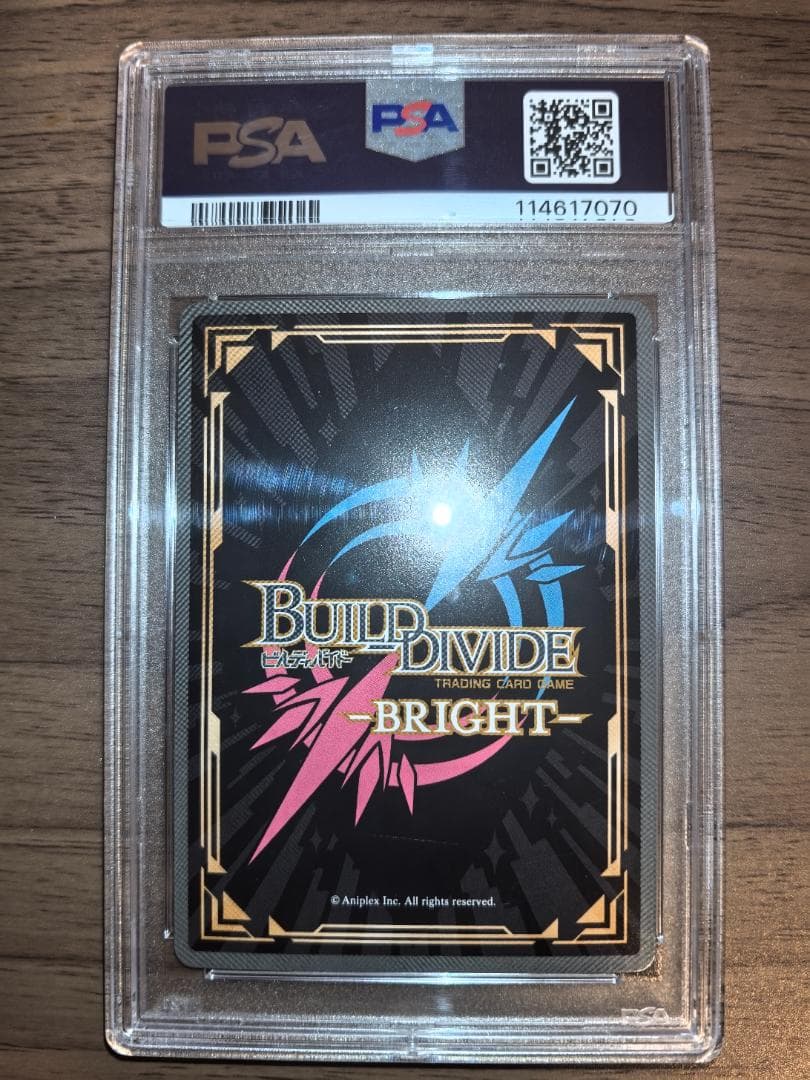 PSA
PSA
114617070
BUILD DIVIDE
ビルディバイド
TRADING CARD GAME
-BRIGHT-
© Aniplex Inc. All rights reserved.
PSA